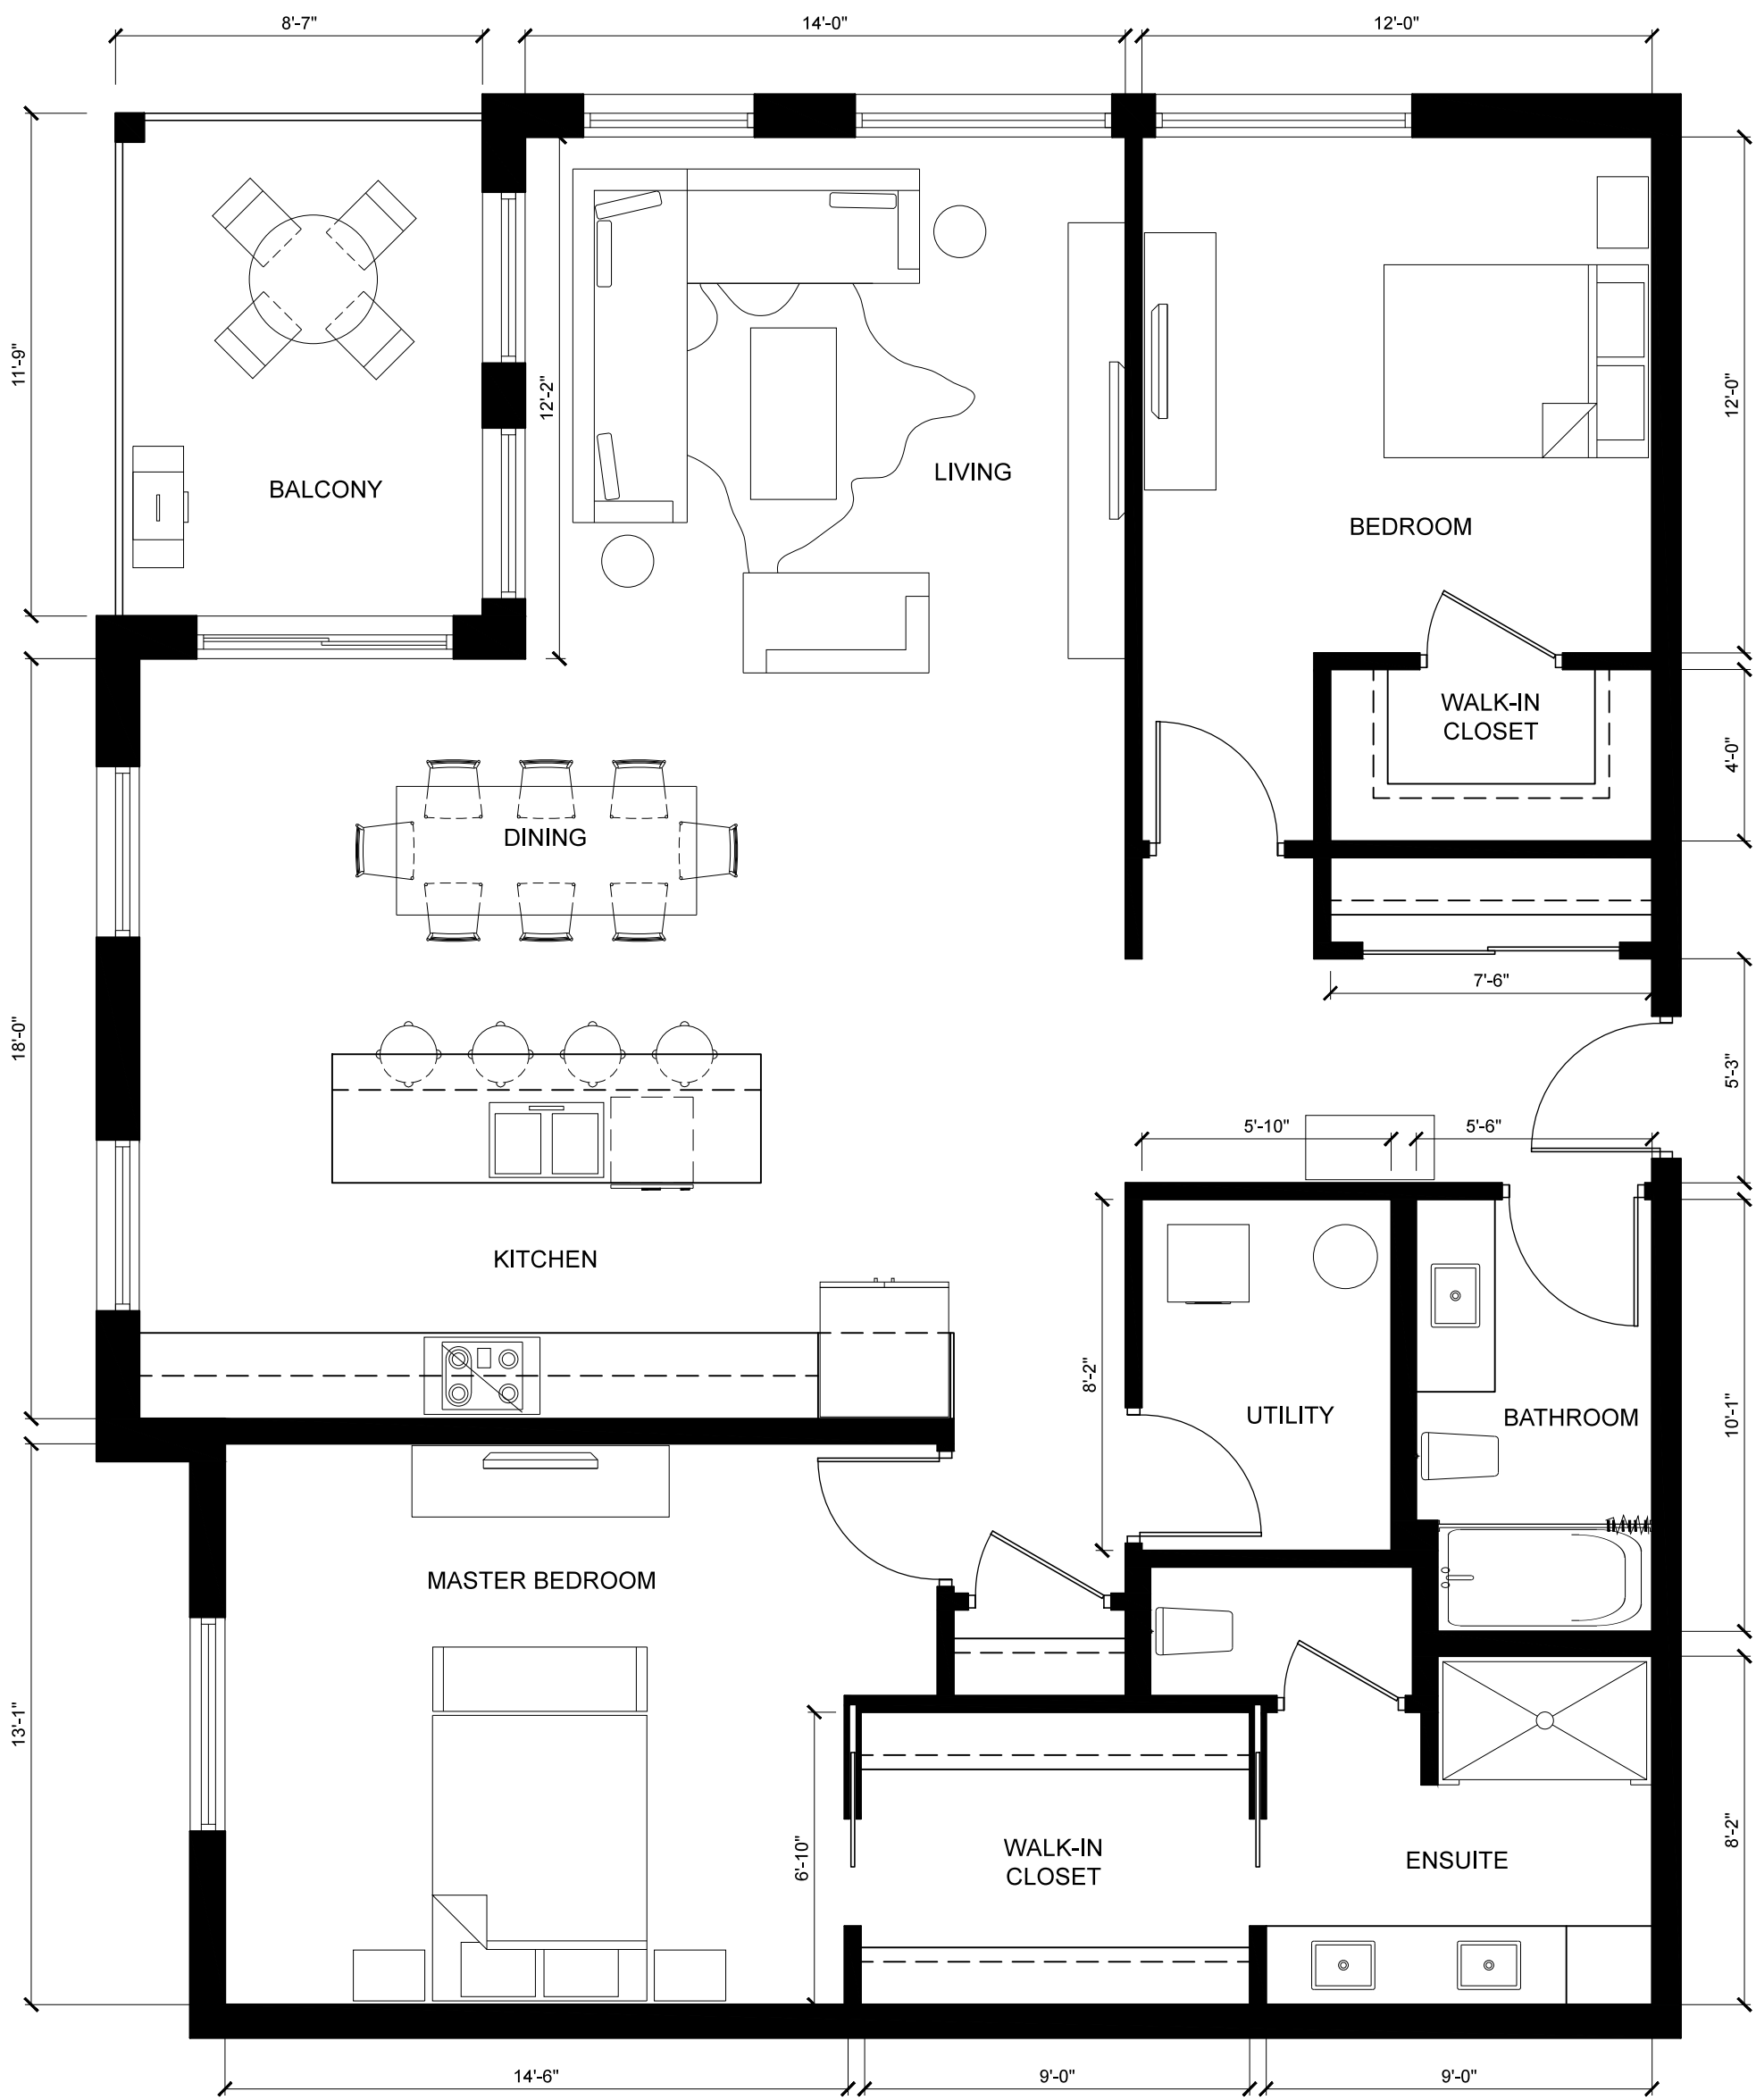 8'-7"
14'-0"
12'-0"
11'-9"
12'-2"
12'-0"
LIVING
BALCONY
BEDROOM
WALK-IN
CLOSET
4'-0"
DINING
7'-6"
18'-0"
5'-3"
5'-10"
5'-6"
KITCHEN
8'-2"
UTILITY
BATHROOM
10'-1"
MASTER BEDROOM
13'-1"
6'-10"
WALK-IN
CLOSET
ENSUITE
8'-2"
14'-6"
9'-0"
9'-0"